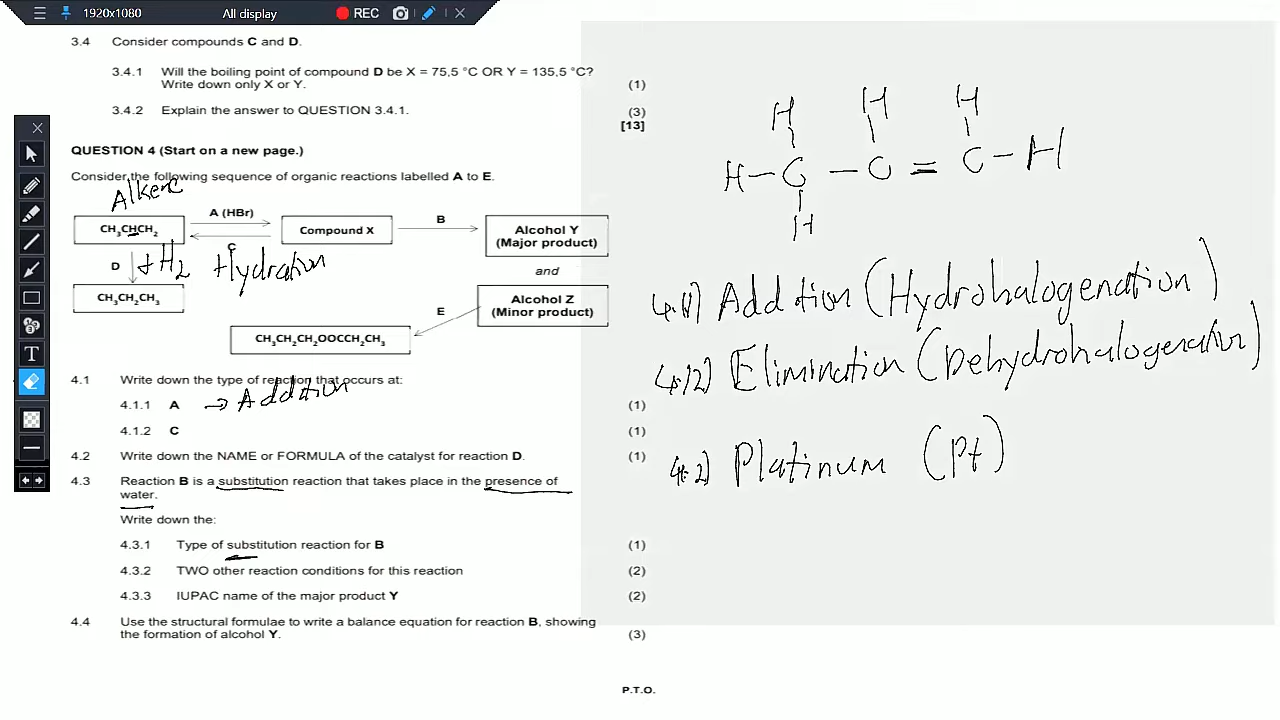 1920x1080 All display REC
3.4 Consider compounds C and D.
3.4.1 Will the boiling point of compound D be X = 75,5 °C OR Y = 135,5 °C?
Write down only X or Y. (1)
3.4.2 Explain the answer to QUESTION 3.4.1. (3)
[13]
QUESTION 4 (Start on a new page.)
Consider the following sequence of organic reactions labelled A to E.
Alkene
CH3CHCH2
A (HBr)
Compound X
B
Alcohol Y
(Major product)
C
D
+ H2 Hydration
and
CH3CH2CH3
Alcohol Z
(Minor product)
E
CH3CH2CH2OOCCH2CH3
4.1 Write down the type of reaction that occurs at:
4.1.1 A → Addition (1)
4.1.2 C (1)
4.2 Write down the NAME or FORMULA of the catalyst for reaction D. (1)
4.3 Reaction B is a substitution reaction that takes place in the presence of
water.
Write down the:
4.3.1 Type of substitution reaction for B (1)
4.3.2 TWO other reaction conditions for this reaction (2)
4.3.3 IUPAC name of the major product Y (2)
4.4 Use the structural formulae to write a balance equation for reaction B, showing
the formation of alcohol Y. (3)
P.T.O.
H H H
H – C – C = C – H
H
4.1.1) Addition (Hydrohalogenation)
4.1.2) Elimination (Dehydrohalogenation)
4.2) Platinum (Pt)